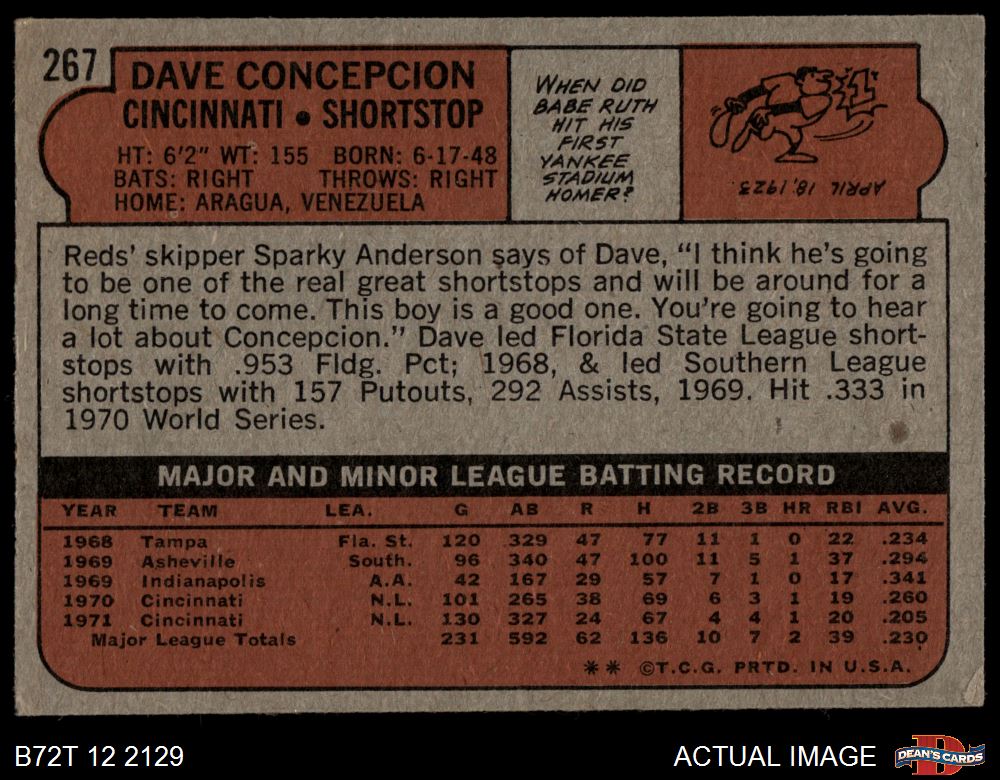 267
DAVE CONCEPCION
CINCINNATI • SHORTSTOP
HT: 6'2" WT: 155 BORN: 6-17-48
BATS: RIGHT THROWS: RIGHT
HOME: ARAGUA, VENEZUELA
WHEN DID
BABE RUTH
HIT HIS
FIRST
YANKEE
STADIUM
HOMER?
APRIL 18, 1923.
Reds' skipper Sparky Anderson says of Dave, "I think he's going
to be one of the real great shortstops and will be around for a
long time to come. This boy is a good one. You're going to hear
a lot about Concepcion." Dave led Florida State League short-
stops with .953 Fldg. Pct; 1968, & led Southern League
shortstops with 157 Putouts, 292 Assists, 1969. Hit .333 in
1970 World Series.
MAJOR AND MINOR LEAGUE BATTING RECORD
YEAR TEAM LEA. G AB R H 2B 3B HR RBI AVG.
1968 Tampa Fla. St. 120 329 47 77 11 1 0 22 .234
1969 Asheville South. 96 340 47 100 11 5 1 37 .294
1969 Indianapolis A.A. 42 167 29 57 7 1 0 17 .341
1970 Cincinnati N.L. 101 265 38 69 6 3 1 19 .260
1971 Cincinnati N.L. 130 327 24 67 4 4 1 20 .205
Major League Totals 231 592 62 136 10 7 2 39 .230
** ©T.C.G. PRTD. IN U.S.A.
B72T 12 2129
ACTUAL IMAGE
D
DEAN'S CARDS